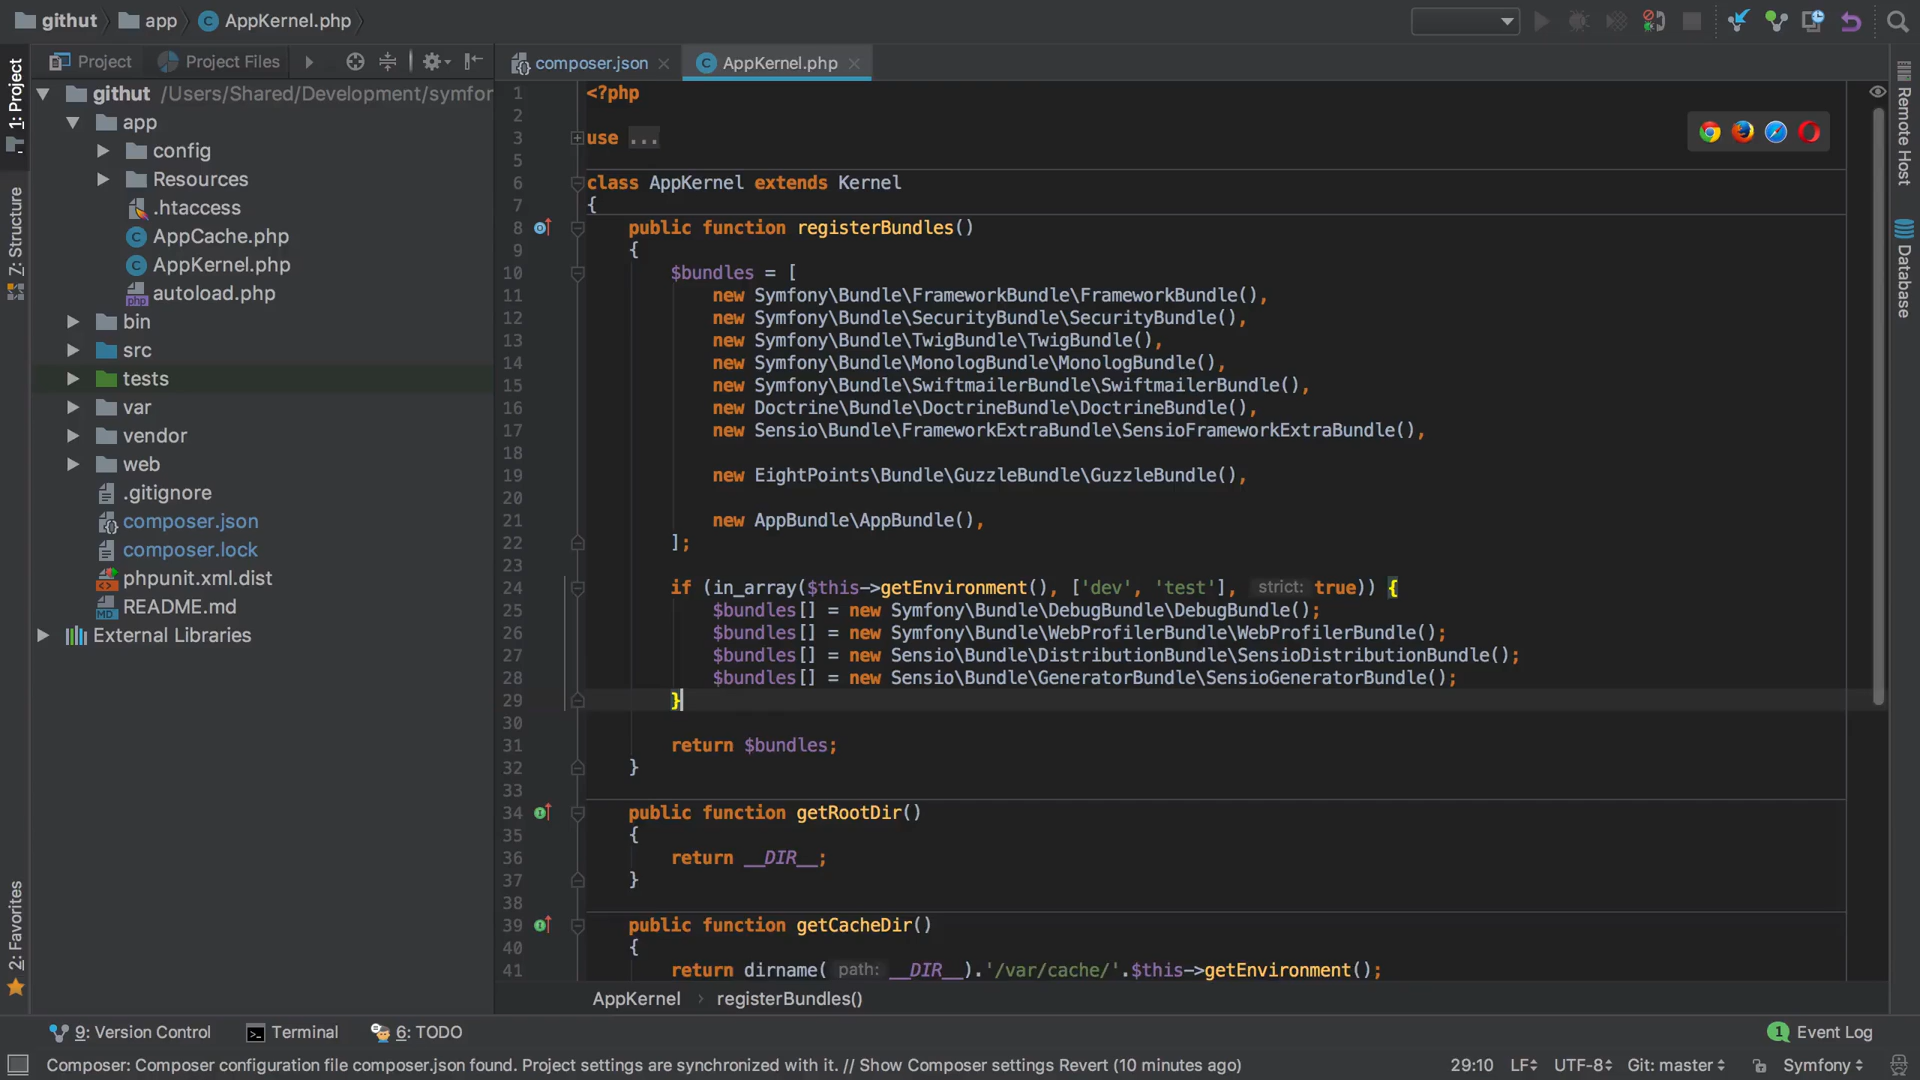 githut app AppKernel.php
1: Project
7: Structure
2: Favorites
Project Project Files
githut /Users/Shared/Development/symfor
app
config
Resources
.htaccess
AppCache.php
AppKernel.php
autoload.php
bin
src
tests
var
vendor
web
.gitignore
composer.json
composer.lock
phpunit.xml.dist
README.md
External Libraries
composer.json AppKernel.php
1 <?php
2
3 use ...
5
6 class AppKernel extends Kernel
7 {
8 public function registerBundles()
9 {
10 $bundles = [
11 new Symfony\Bundle\FrameworkBundle\FrameworkBundle(),
12 new Symfony\Bundle\SecurityBundle\SecurityBundle(),
13 new Symfony\Bundle\TwigBundle\TwigBundle(),
14 new Symfony\Bundle\MonologBundle\MonologBundle(),
15 new Symfony\Bundle\SwiftmailerBundle\SwiftmailerBundle(),
16 new Doctrine\Bundle\DoctrineBundle\DoctrineBundle(),
17 new Sensio\Bundle\FrameworkExtraBundle\SensioFrameworkExtraBundle(),
18
19 new EightPoints\Bundle\GuzzleBundle\GuzzleBundle(),
20
21 new AppBundle\AppBundle(),
22 ];
23
24 if (in_array($this->getEnvironment(), ['dev', 'test'], strict: true)) {
25 $bundles[] = new Symfony\Bundle\DebugBundle\DebugBundle();
26 $bundles[] = new Symfony\Bundle\WebProfilerBundle\WebProfilerBundle();
27 $bundles[] = new Sensio\Bundle\DistributionBundle\SensioDistributionBundle();
28 $bundles[] = new Sensio\Bundle\GeneratorBundle\SensioGeneratorBundle();
29 }
30
31 return $bundles;
32 }
33
34 public function getRootDir()
35 {
36 return __DIR__;
37 }
38
39 public function getCacheDir()
40 {
41 return dirname( path: __DIR__).'/var/cache/'.$this->getEnvironment();
AppKernel registerBundles()
Remote Host
Database
9: Version Control Terminal 6: TODO 1 Event Log
Composer: Composer configuration file composer.json found. Project settings are synchronized with it. // Show Composer settings Revert (10 minutes ago) 29:10 LF UTF-8 Git: master Symfony